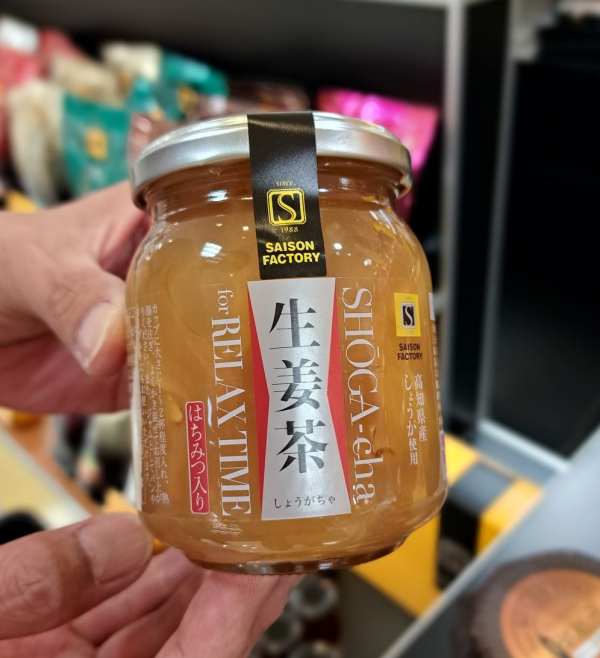 SINCE
S
1988
SAISON
FACTORY
生姜茶
しょうがちゃ
SHŌGA-cha
for RELAX TIME
はちみつ入り
S
SAISON
FACTORY
高知県産
しょうが使用